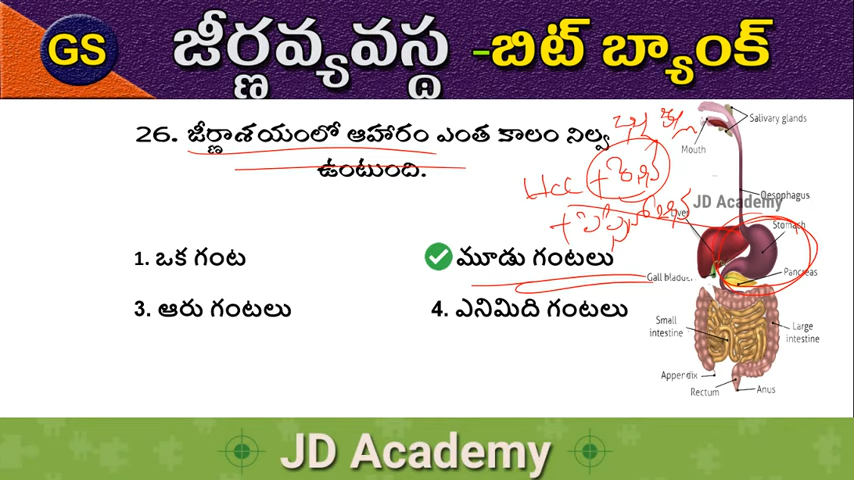 GS
జీర్ణవ్యవస్థ -బిట్ బ్యాంక్
26. జీర్ణాశయంలో ఆహారం ఎంత కాలం నిల్వ
ఉంటుంది.
1. ఒక గంట
మూడు గంటలు
3. ఆరు గంటలు
4. ఎనిమిది గంటలు
Salivary glands
Mouth
JD Academy
Oesophagus
Liver
Stomach
Gall bladder
Pancreas
Small
intestine
Large
intestine
Appendix
Rectum
Anus
JD Academy